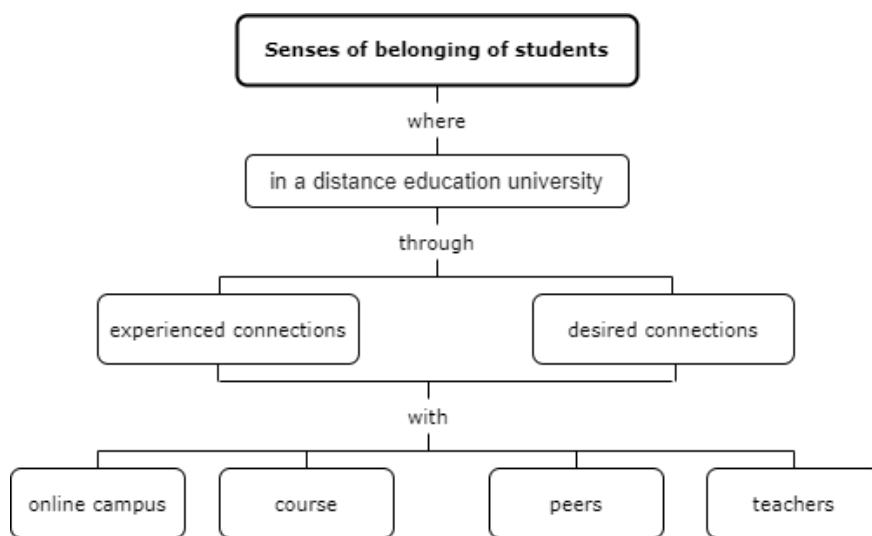 Senses of belonging of students
where
in a distance education university
through
experienced connections
desired connections
with
online campus
course
peers
teachers